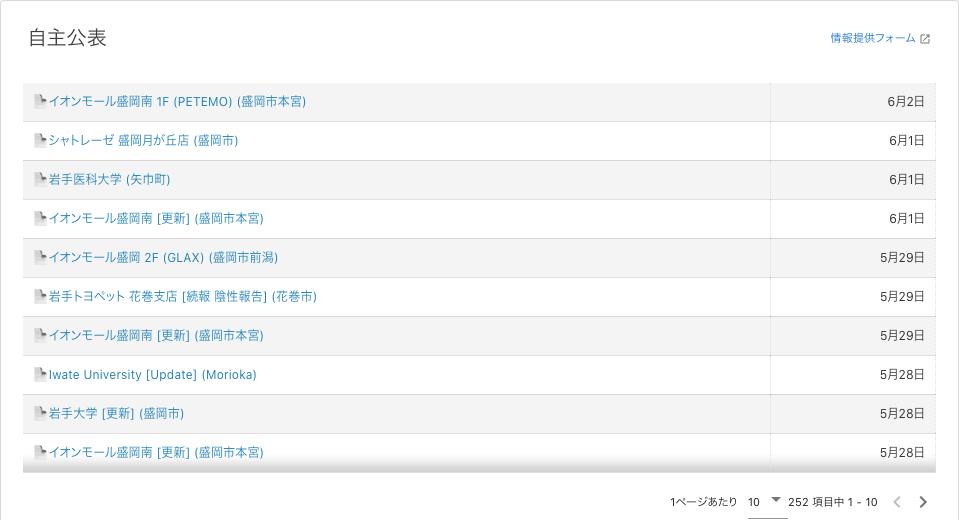 自主公表
情報提供フォーム
イオンモール盛岡南 1F (PETEMO) (盛岡市本宮) 6月2日
シャトレーゼ 盛岡月が丘店 (盛岡市) 6月1日
岩手医科大学 (矢巾町) 6月1日
イオンモール盛岡南 [更新] (盛岡市本宮) 6月1日
イオンモール盛岡 2F (GLAX) (盛岡市前潟) 5月29日
岩手トヨペット 花巻支店 [続報 陰性報告] (花巻市) 5月29日
イオンモール盛岡南 [更新] (盛岡市本宮) 5月29日
Iwate University [Update] (Morioka) 5月28日
岩手大学 [更新] (盛岡市) 5月28日
イオンモール盛岡南 [更新] (盛岡市本宮) 5月28日
1ページあたり 10 252 項目中 1 - 10